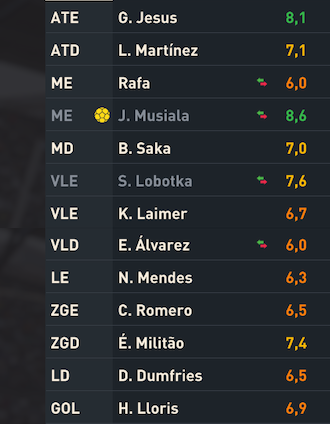 ATE G. Jesus 8,1
ATD L. Martínez 7,1
ME Rafa 6,0
ME J. Musiala 8,6
MD B. Saka 7,0
VLE S. Lobotka 7,6
VLE K. Laimer 6,7
VLD E. Álvarez 6,0
LE N. Mendes 6,3
ZGE C. Romero 6,5
ZGD É. Militão 7,4
LD D. Dumfries 6,5
GOL H. Lloris 6,9